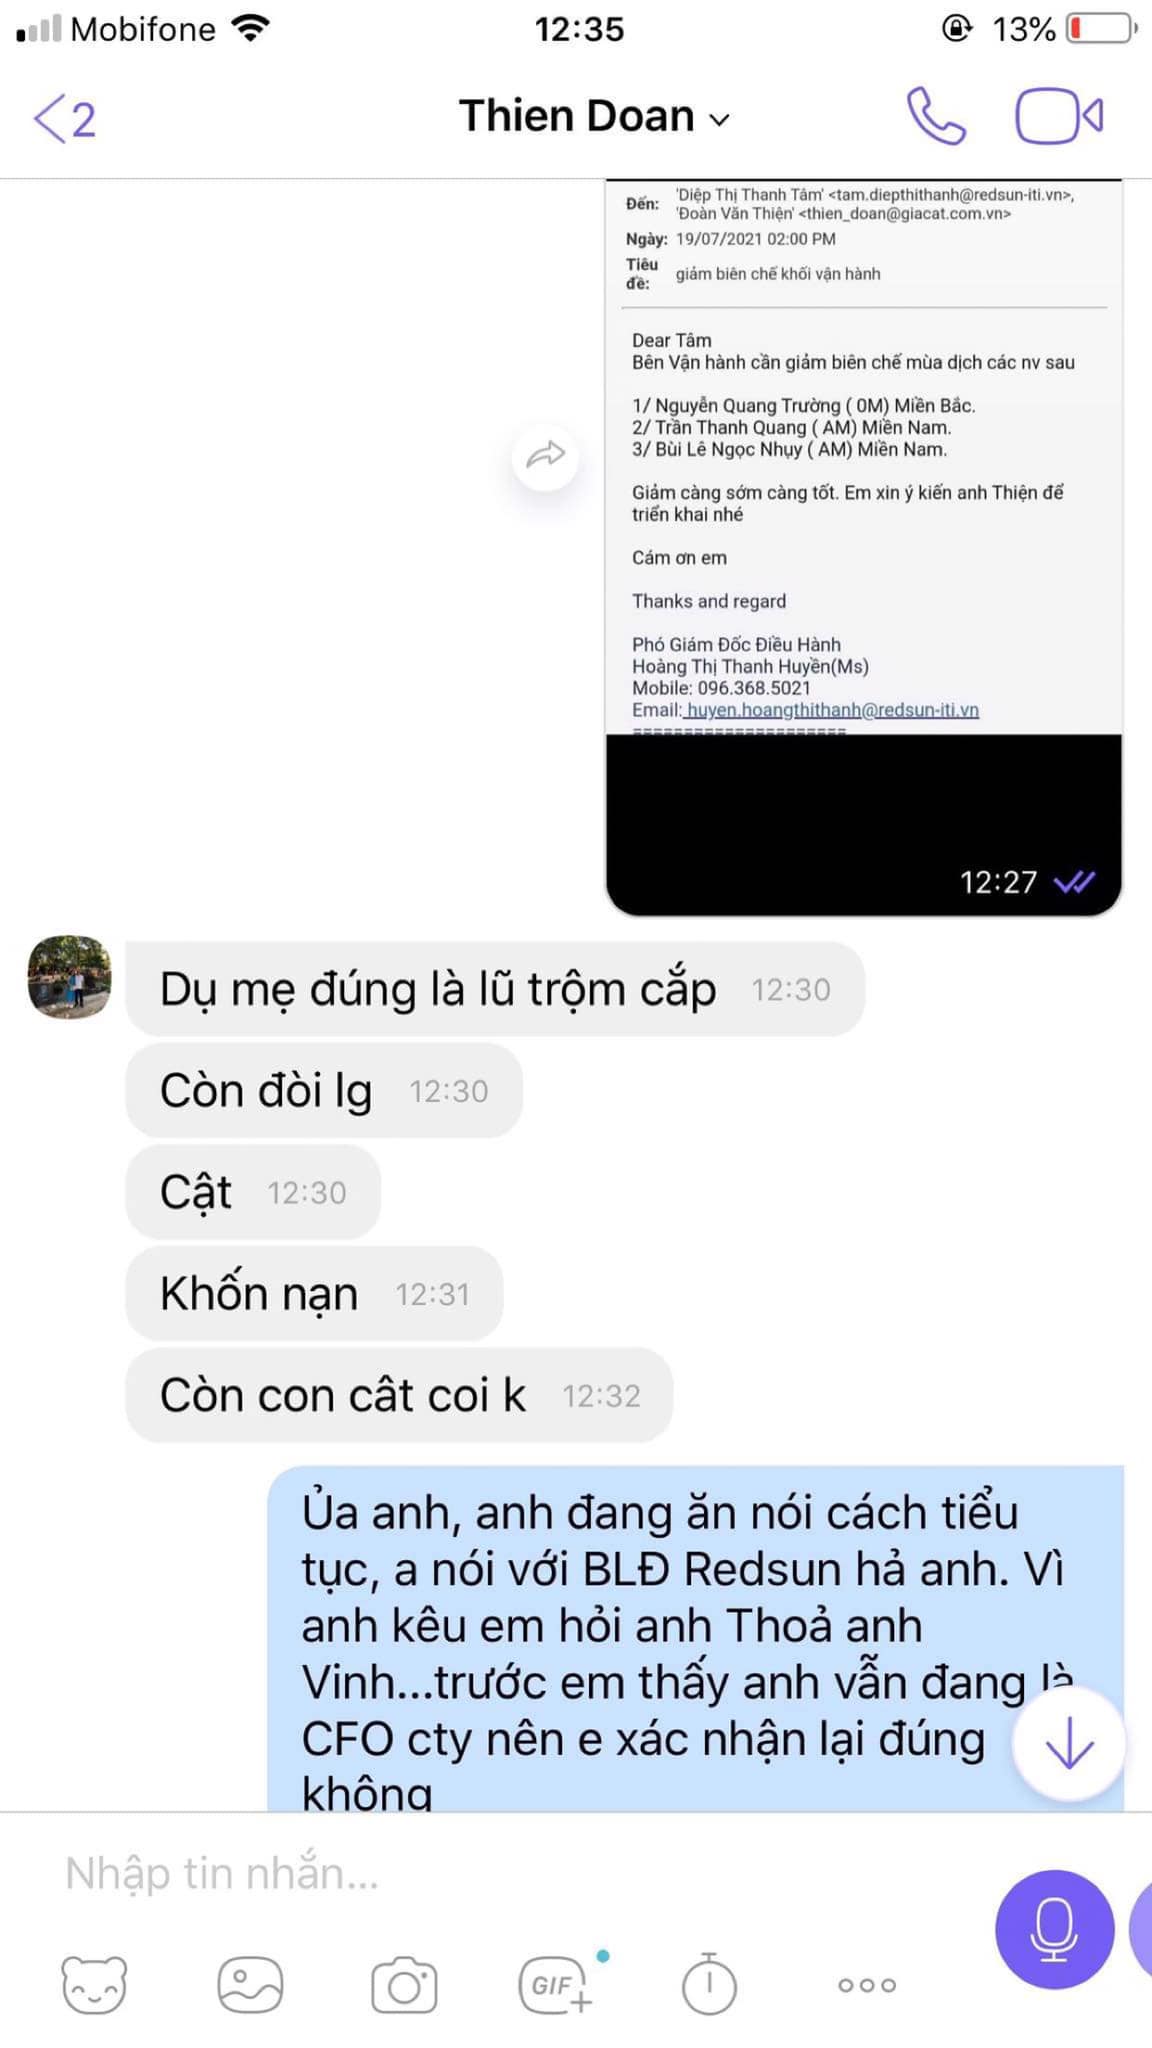 Mobifone
12:35
13%
2
Thien Doan
Đến: 'Diệp Thị Thanh Tâm' <tam.diepthithanh@redsun-iti.vn>,
'Đoàn Văn Thiện' <thien_doan@giacat.com.vn>
Ngày: 19/07/2021 02:00 PM
Tiêu đề: giảm biên chế khối vận hành
Dear Tâm
Bên Vận hành cần giảm biên chế mùa dịch các nv sau
1/ Nguyễn Quang Trường ( 0M) Miền Bắc.
2/ Trần Thanh Quang ( AM) Miền Nam.
3/ Bùi Lê Ngọc Nhụy ( AM) Miền Nam.
Giảm càng sớm càng tốt. Em xin ý kiến anh Thiện để
triển khai nhé
Cám ơn em
Thanks and regard
Phó Giám Đốc Điều Hành
Hoàng Thị Thanh Huyền(Ms)
Mobile: 096.368.5021
Email: huyen.hoangthithanh@redsun-iti.vn
=====================
12:27
Dụ mẹ đúng là lũ trộm cắp 12:30
Còn đòi lg 12:30
Cật 12:30
Khốn nạn 12:31
Còn con cât coi k 12:32
Ủa anh, anh đang ăn nói cách tiểu
tục, a nói với BLĐ Redsun hả anh. Vì
anh kêu em hỏi anh Thoả anh
Vinh...trước em thấy anh vẫn đang là
CFO cty nên e xác nhận lại đúng
không
Nhập tin nhắn...
GIF